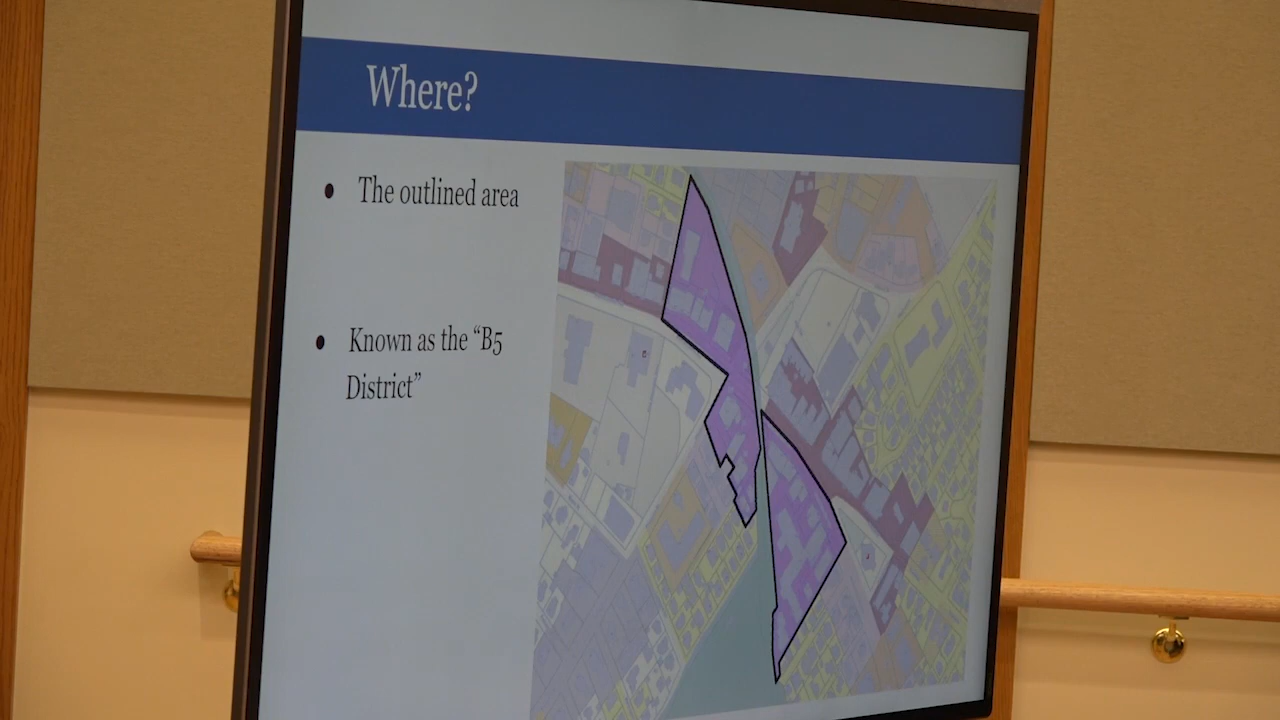 Where?
• The outlined area
• Known as the “B5
District”